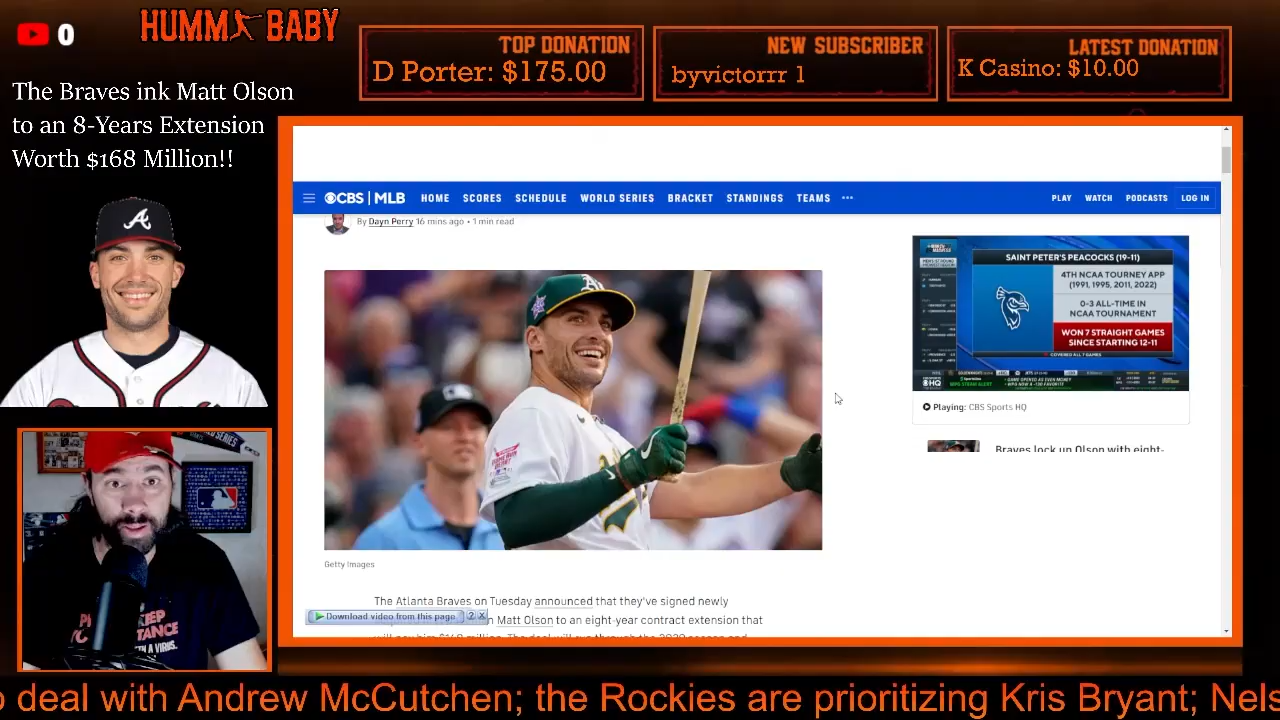 0
HUMM BABY
TOP DONATION
D Porter: $175.00
NEW SUBSCRIBER
byvictorrr 1
LATEST DONATION
K Casino: $10.00
The Braves ink Matt Olson
to an 8-Years Extension
Worth $168 Million!!
CBS | MLB HOME SCORES SCHEDULE WORLD SERIES BRACKET STANDINGS TEAMS ••• PLAY WATCH PODCASTS LOG IN
By Dayn Perry 16 mins ago • 1 min read
SAINT PETER'S PEACOCKS (19-11)
4TH NCAA TOURNEY APP
(1991, 1995, 2011, 2022)
0-3 ALL-TIME IN
NCAA TOURNAMENT
WON 7 STRAIGHT GAMES
SINCE STARTING 12-11
HQ
Playing: CBS Sports HQ
Braves lock up Olson with eight-
Getty Images
The Atlanta Braves on Tuesday announced that they've signed newly
Download video from this page ? X
Matt Olson to an eight-year contract extension that
o deal with Andrew McCutchen; the Rockies are prioritizing Kris Bryant; Nels